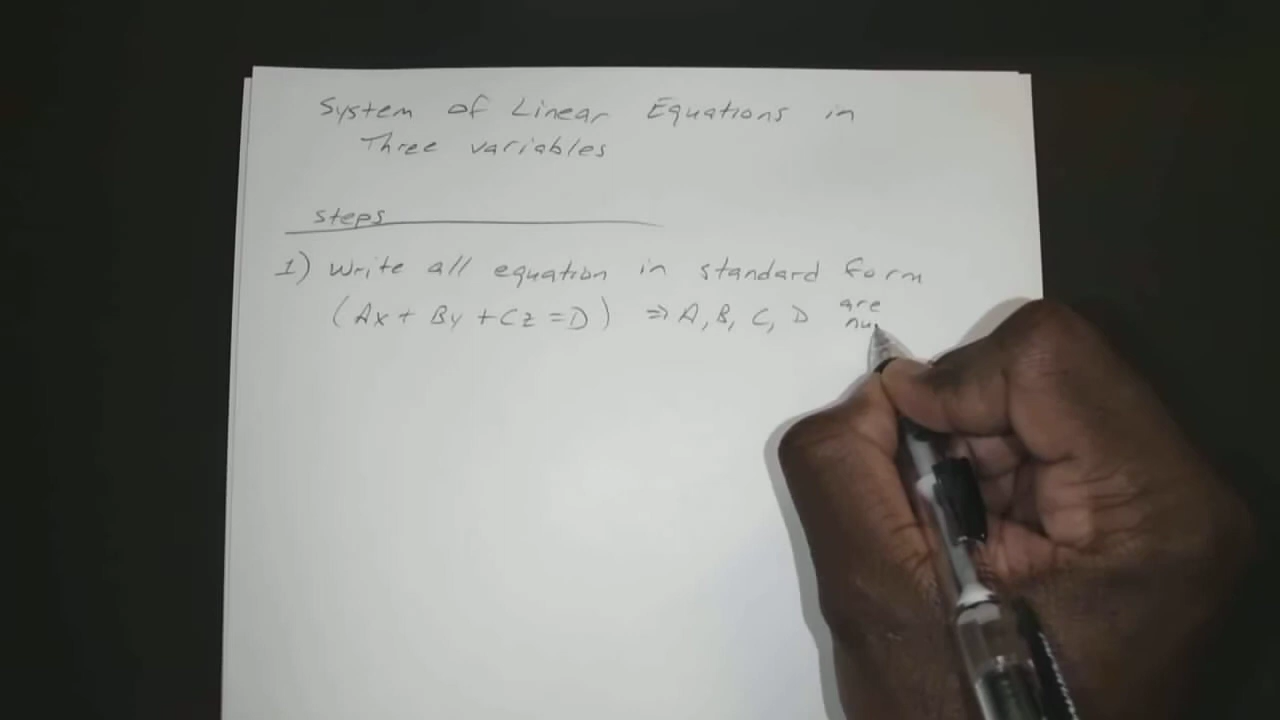 System of Linear Equations in
Three variables
steps
1) Write all equation in standard form
(Ax + By + Cz = D) => A, B, C, D are
nu